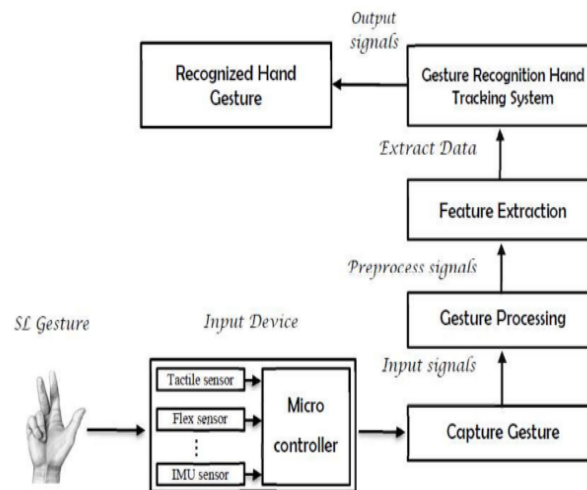 Output
signals
Recognized Hand
Gesture
Gesture Recognition Hand
Tracking System
Extract Data
Feature Extraction
Preprocess signals
SL Gesture
Input Device
Gesture Processing
Input signals
Tactile sensor
Flex sensor
⋮
IMU sensor
Micro
controller
Capture Gesture